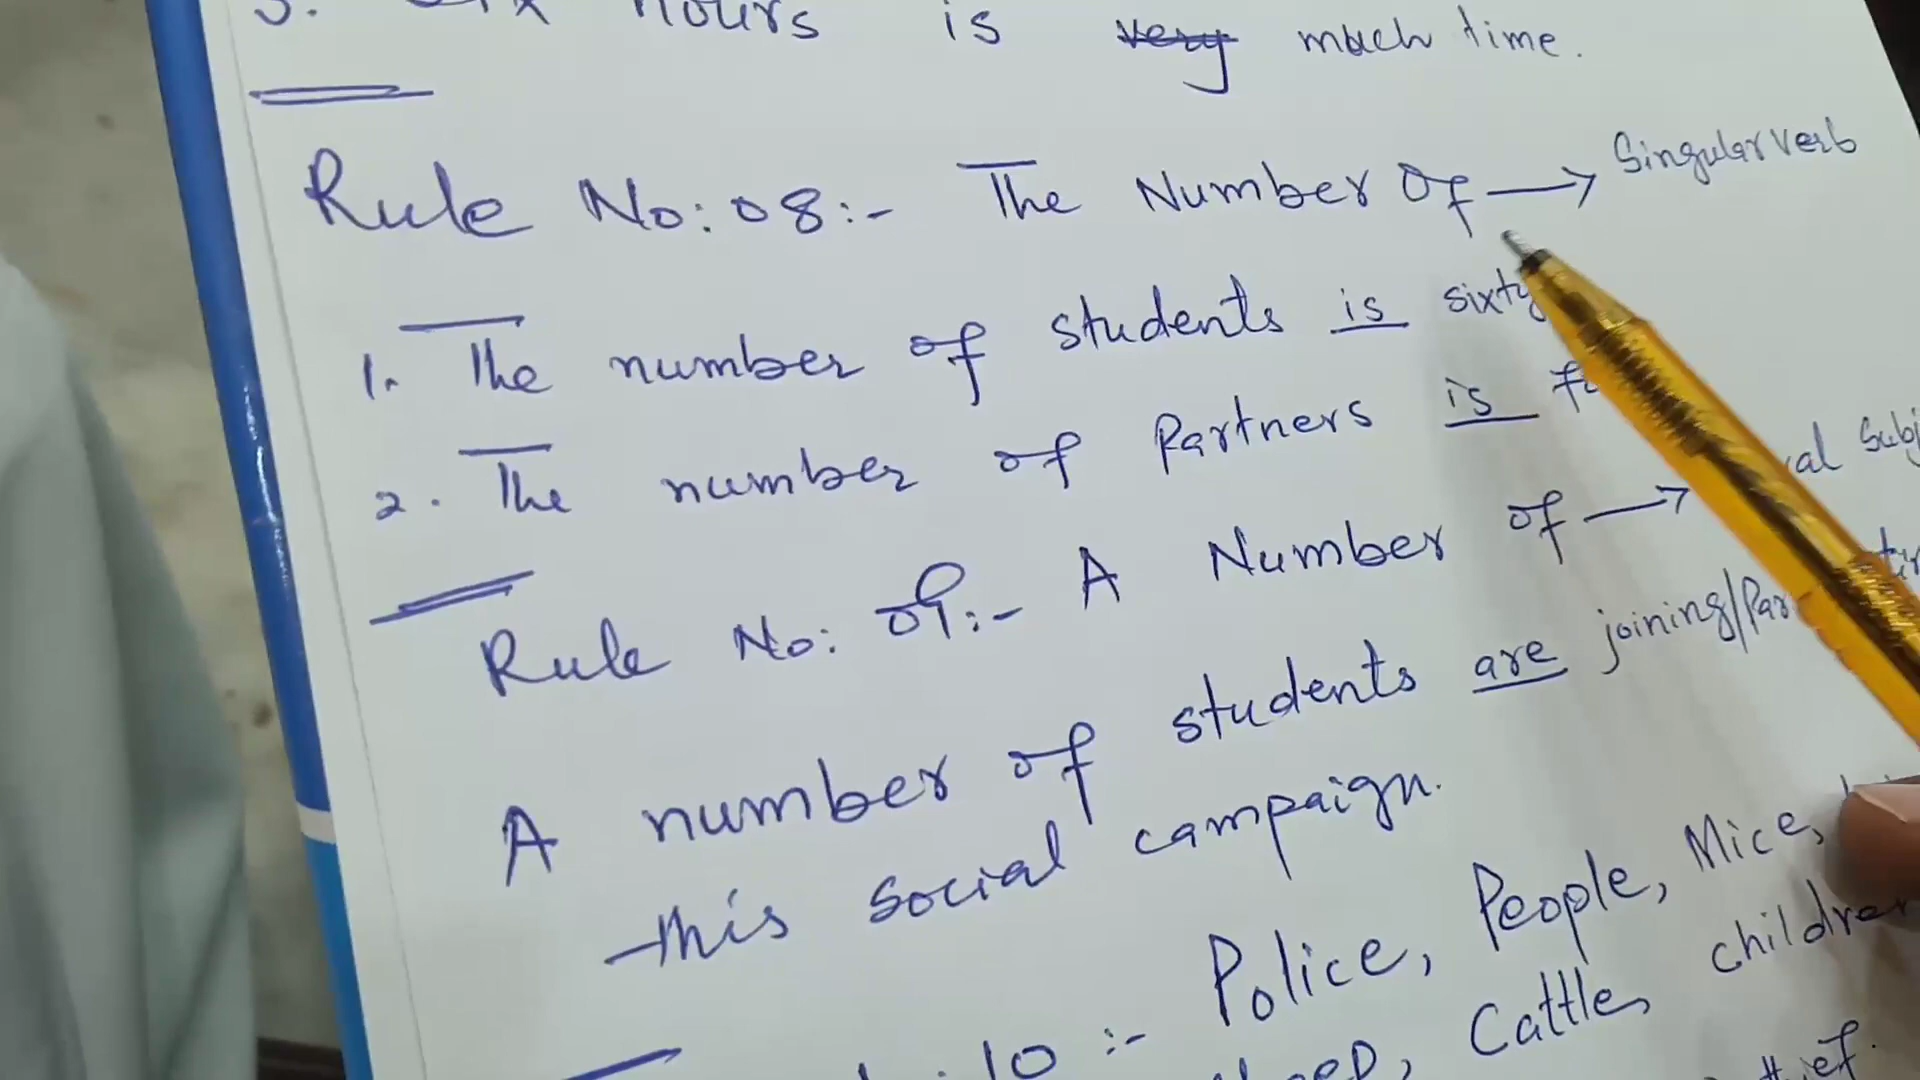 hours is very much time.
Rule No: 08:- The Number Of → Singular verb
1. The number of students is sixty
2. The number of Partners is
Rule No: 09:- A Number of →
A number of students are joining/
this social campaign.
10 :- Police, People, Mice,
Cattle, children